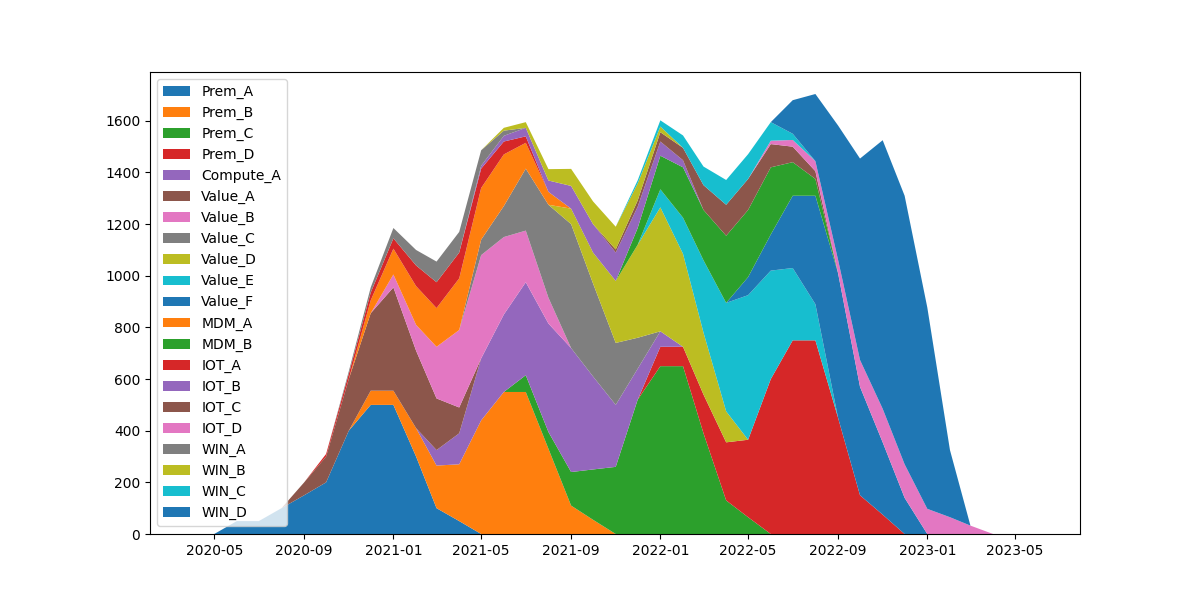 1600
1400
1200
1000
800
600
400
200
0
Prem_A
Prem_B
Prem_C
Prem_D
Compute_A
Value_A
Value_B
Value_C
Value_D
Value_E
Value_F
MDM_A
MDM_B
IOT_A
IOT_B
IOT_C
IOT_D
WIN_A
WIN_B
WIN_C
WIN_D
2020-05
2020-09
2021-01
2021-05
2021-09
2022-01
2022-05
2022-09
2023-01
2023-05